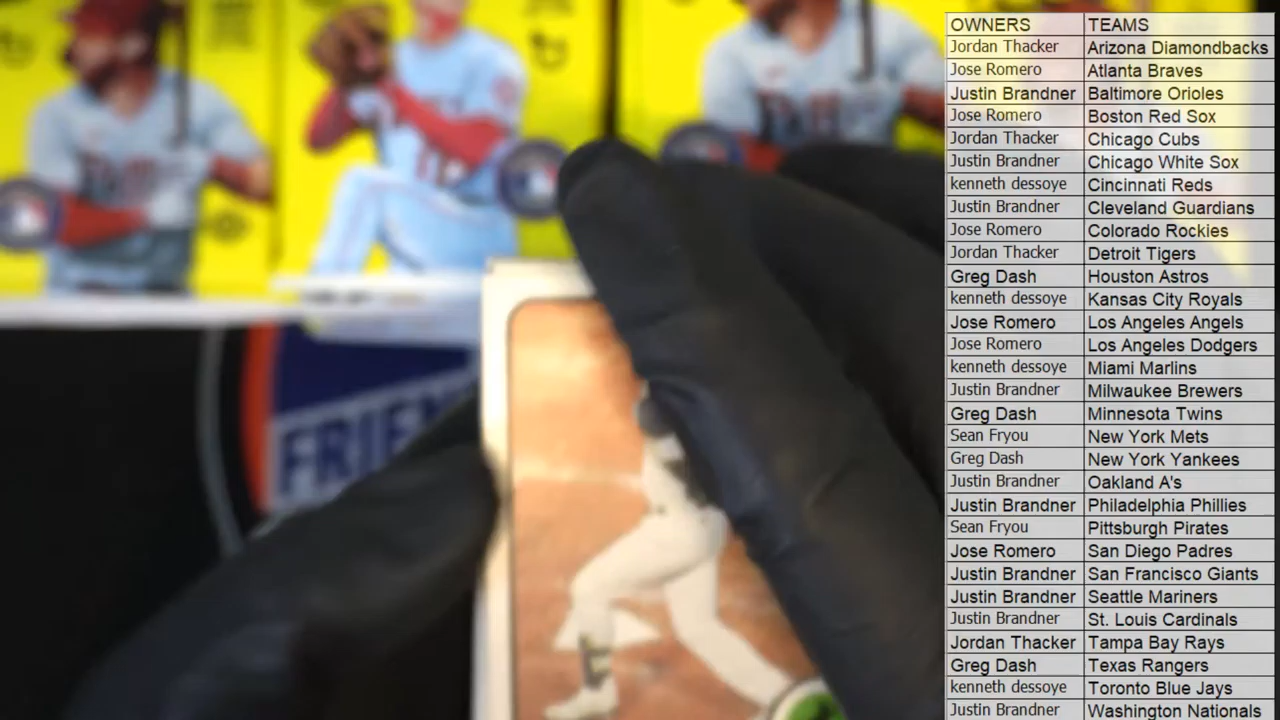 OWNERS TEAMS
Jordan Thacker Arizona Diamondbacks
Jose Romero Atlanta Braves
Justin Brandner Baltimore Orioles
Jose Romero Boston Red Sox
Jordan Thacker Chicago Cubs
Justin Brandner Chicago White Sox
kenneth dessoye Cincinnati Reds
Justin Brandner Cleveland Guardians
Jose Romero Colorado Rockies
Jordan Thacker Detroit Tigers
Greg Dash Houston Astros
kenneth dessoye Kansas City Royals
Jose Romero Los Angeles Angels
Jose Romero Los Angeles Dodgers
kenneth dessoye Miami Marlins
Justin Brandner Milwaukee Brewers
Greg Dash Minnesota Twins
Sean Fryou New York Mets
Greg Dash New York Yankees
Justin Brandner Oakland A's
Justin Brandner Philadelphia Phillies
Sean Fryou Pittsburgh Pirates
Jose Romero San Diego Padres
Justin Brandner San Francisco Giants
Justin Brandner Seattle Mariners
Justin Brandner St. Louis Cardinals
Jordan Thacker Tampa Bay Rays
Greg Dash Texas Rangers
kenneth dessoye Toronto Blue Jays
Justin Brandner Washington Nationals
FRIEN